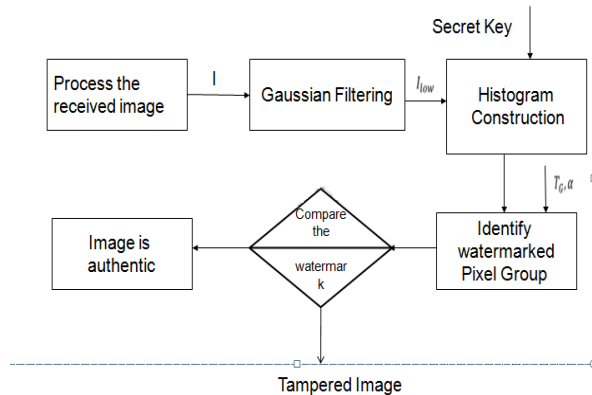 Secret Key
Process the
received image
I
Gaussian Filtering
I_low
Histogram
Construction
T_G, α
Identify
watermarked
Pixel Group
Compare
the
watermar
k
Image is
authentic
Tampered Image